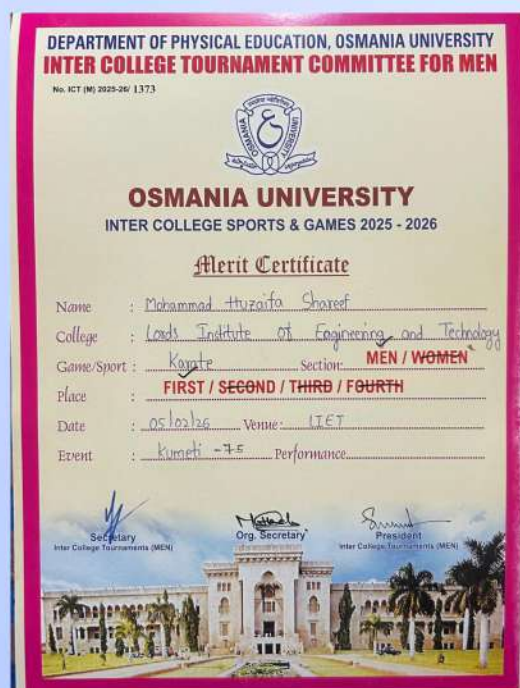 DEPARTMENT OF PHYSICAL EDUCATION, OSMANIA UNIVERSITY
INTER COLLEGE TOURNAMENT COMMITTEE FOR MEN
No. ICT (M) 2025-26/ 1373
OSMANIA UNIVERSITY
OSMANIA UNIVERSITY
INTER COLLEGE SPORTS & GAMES 2025 - 2026
Merit Certificate
Name : Mohammad Huzaifa Shareef
College : Lords Institute of Engineering and Technology
Game/Sport : Karate Section: MEN / WOMEN
Place : FIRST / SECOND / THIRD / FOURTH
Date : 05/02/26 Venue: LIET
Event : Kumeti -75 Performance
Secretary
Inter College Tournaments (MEN)
Org. Secretary
President
Inter College Tournaments (MEN)